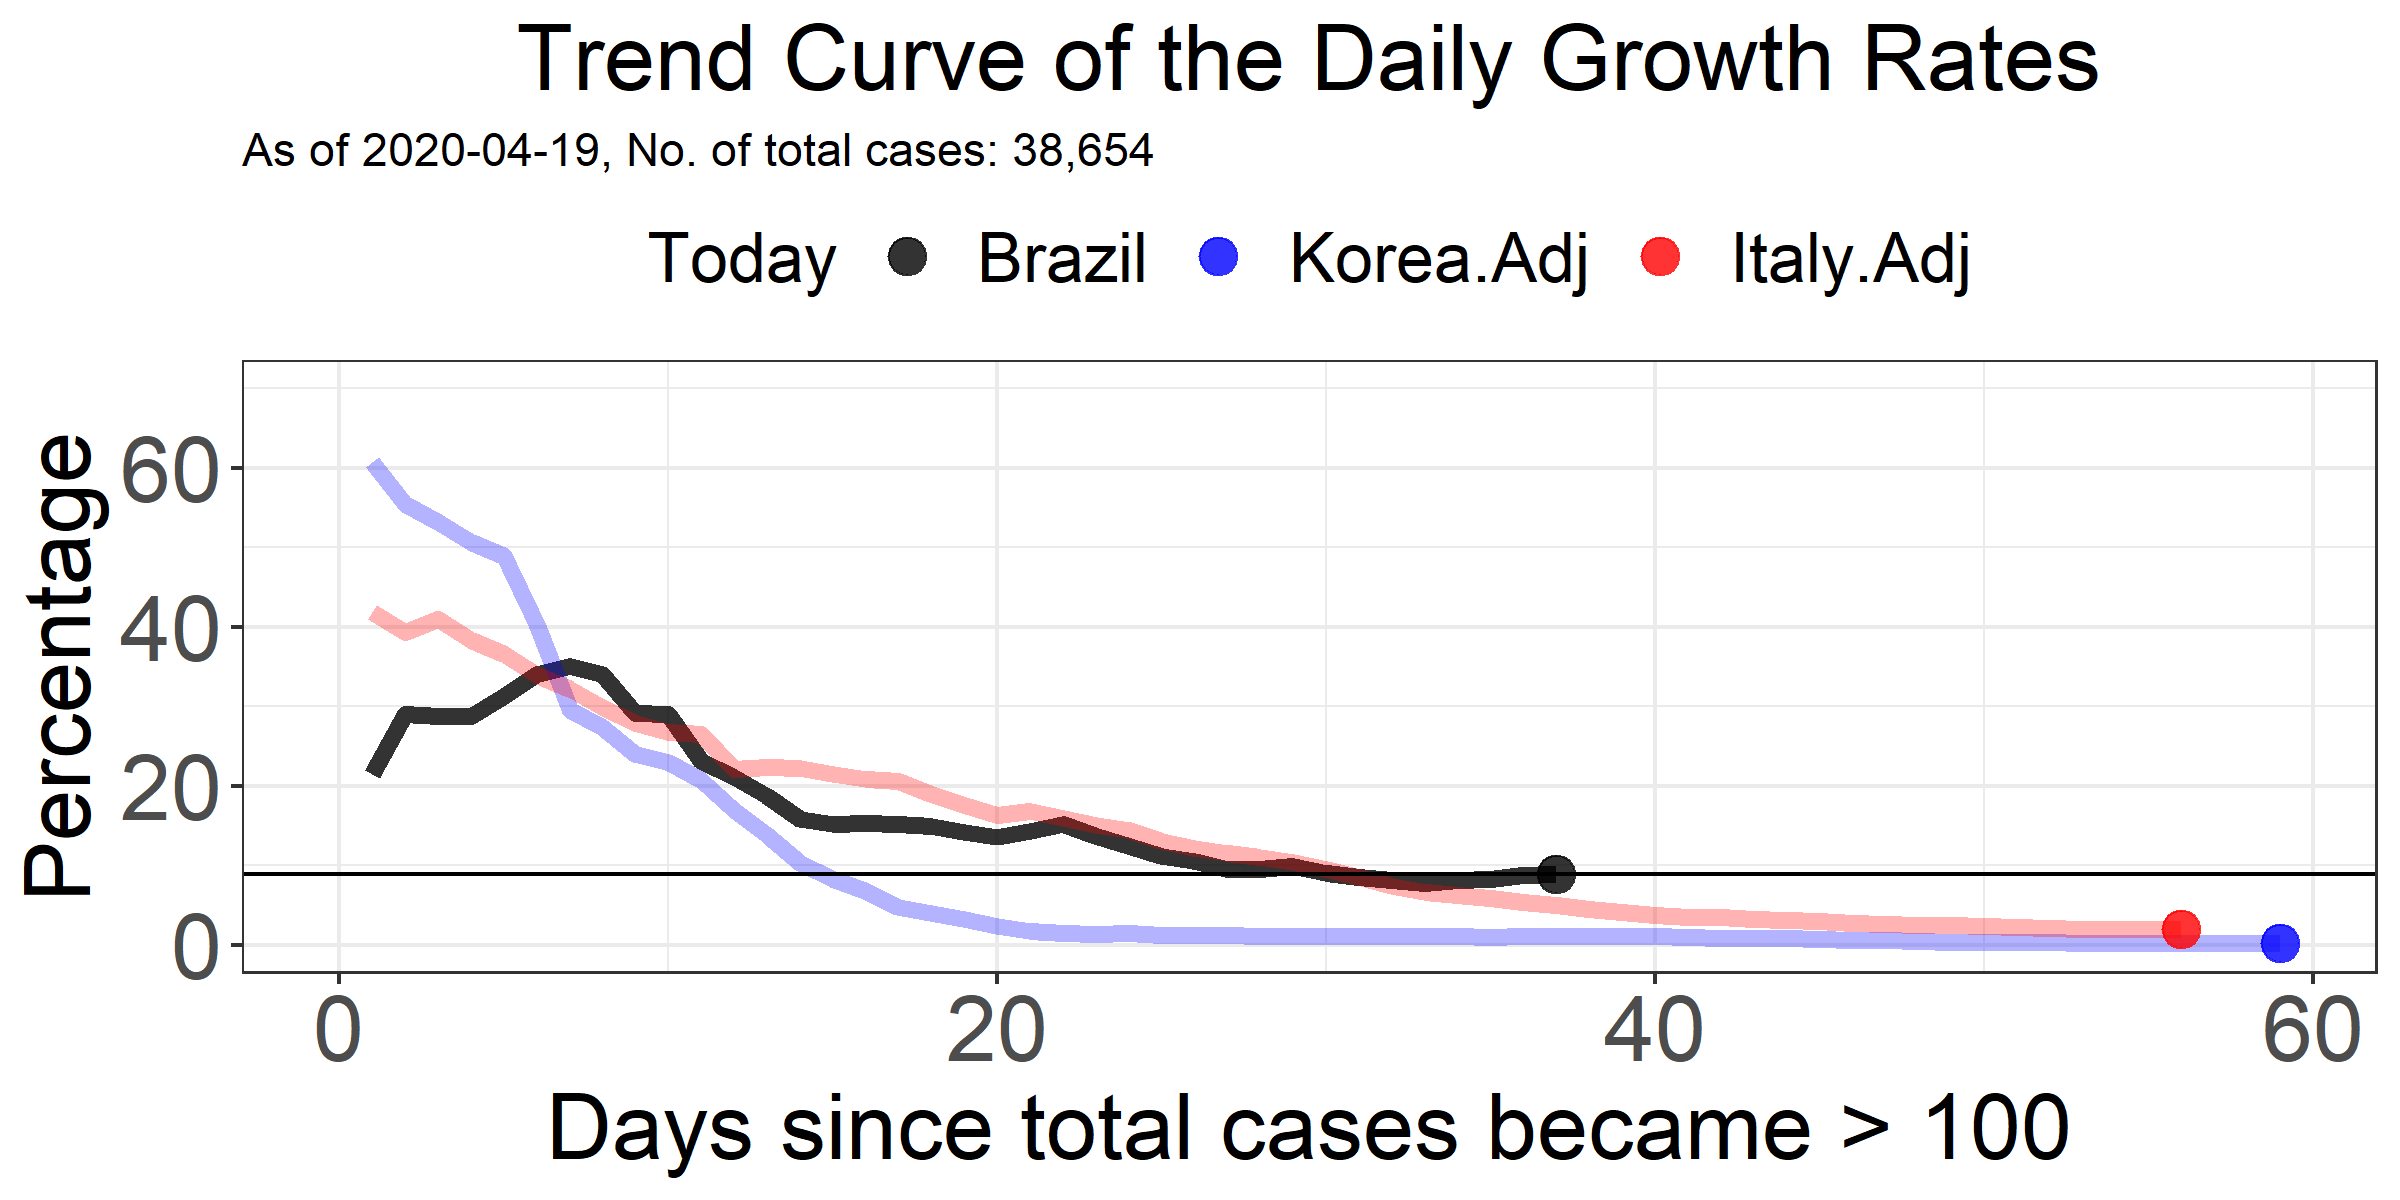 Trend Curve of the Daily Growth Rates
As of 2020-04-19, No. of total cases: 38,654
Today Brazil Korea.Adj Italy.Adj
Percentage
60
40
20
0
0 20 40 60
Days since total cases became > 100